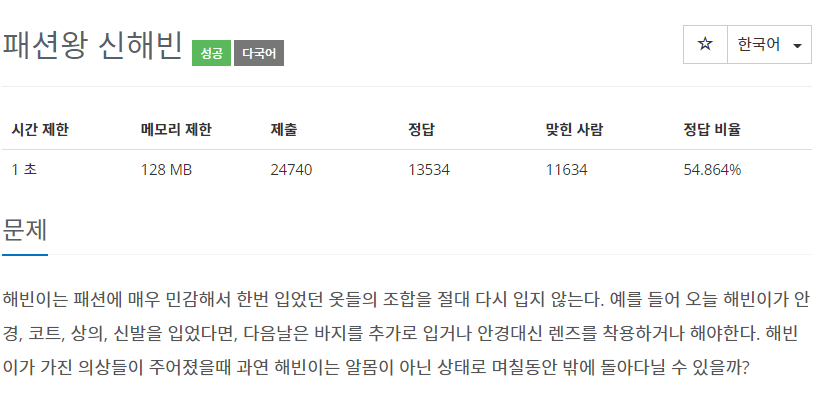 패션왕 신해빈 성공 다국어 ☆ 한국어
시간 제한 메모리 제한 제출 정답 맞힌 사람 정답 비율
1 초 128 MB 24740 13534 11634 54.864%
문제
해빈이는 패션에 매우 민감해서 한번 입었던 옷들의 조합을 절대 다시 입지 않는다. 예를 들어 오늘 해빈이가 안
경, 코트, 상의, 신발을 입었다면, 다음날은 바지를 추가로 입거나 안경대신 렌즈를 착용하거나 해야한다. 해빈
이가 가진 의상들이 주어졌을때 과연 해빈이는 알몸이 아닌 상태로 며칠동안 밖에 돌아다닐 수 있을까?